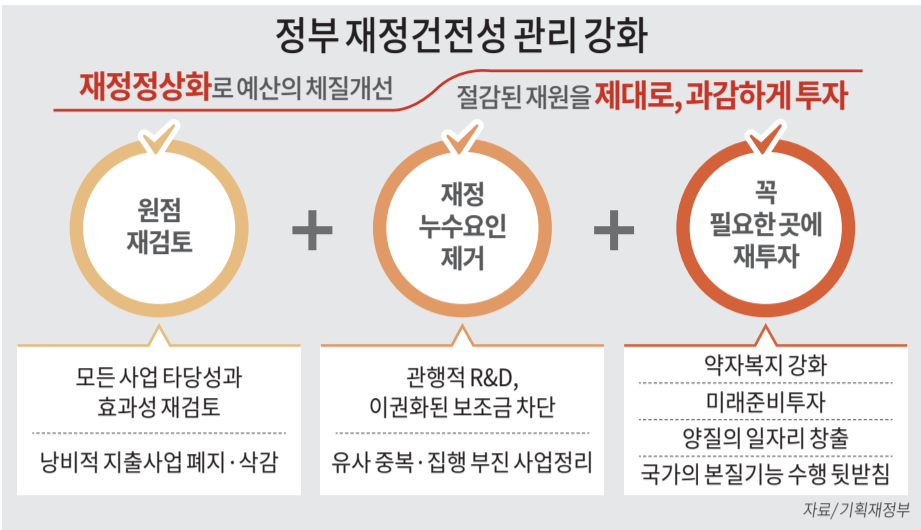 정부 재정건전성 관리 강화
재정정상화로 예산의 체질개선
절감된 재원을 제대로, 과감하게 투자
원점
재검토
+
재정
누수요인
제거
+
꼭
필요한 곳에
재투자
모든 사업 타당성과
효과성 재검토
낭비적 지출사업 폐지·삭감
관행적 R&D,
이권화된 보조금 차단
유사 중복·집행 부진 사업정리
약자복지 강화
미래준비투자
양질의 일자리 창출
국가의 본질기능 수행 뒷받침
자료/기획재정부